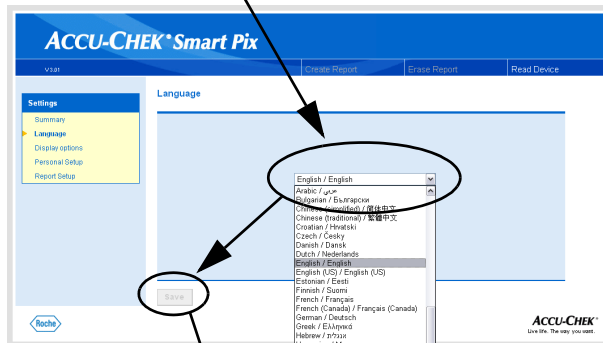 ACCU-CHEK® Smart Pix
V3.01
Create Report
Erase Report
Read Device
Language
Settings
Summary
Language
Display options
Personal Setup
Report Setup
English / English
Arabic / عربي
Bulgarian / Български
Chinese (simplified) / 简体中文
Chinese (traditional) / 繁體中文
Croatian / Hrvatski
Czech / Česky
Danish / Dansk
Dutch / Nederlands
English / English
English (US) / English (US)
Estonian / Eesti
Finnish / Suomi
French / Français
French (Canada) / Français (Canada)
German / Deutsch
Greek / Ελληνικά
Hebrew / עברית
Save
Roche
ACCU-CHEK®
Live life. The way you want.